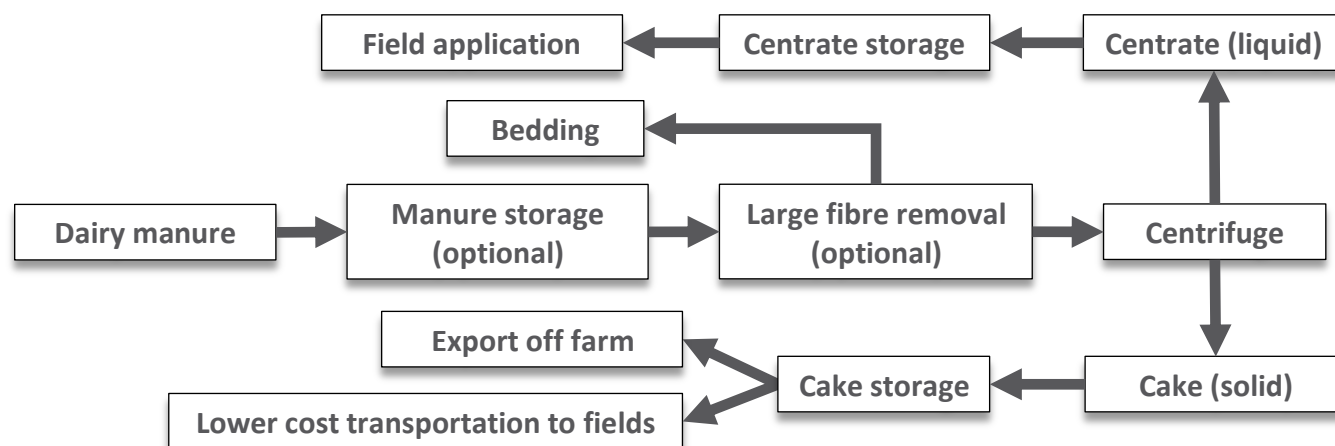 Field application
Centrate storage
Centrate (liquid)
Bedding
Dairy manure
Manure storage
(optional)
Large fibre removal
(optional)
Centrifuge
Export off farm
Cake storage
Cake (solid)
Lower cost transportation to fields